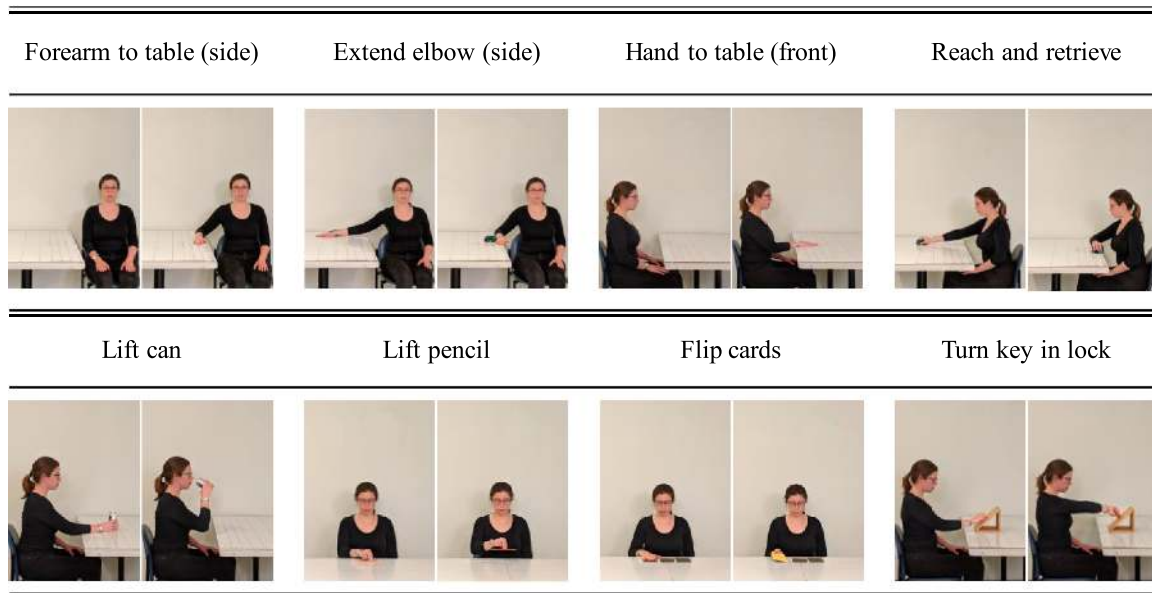 Forearm to table (side)
Extend elbow (side)
Hand to table (front)
Reach and retrieve
Lift can
Lift pencil
Flip cards
Turn key in lock